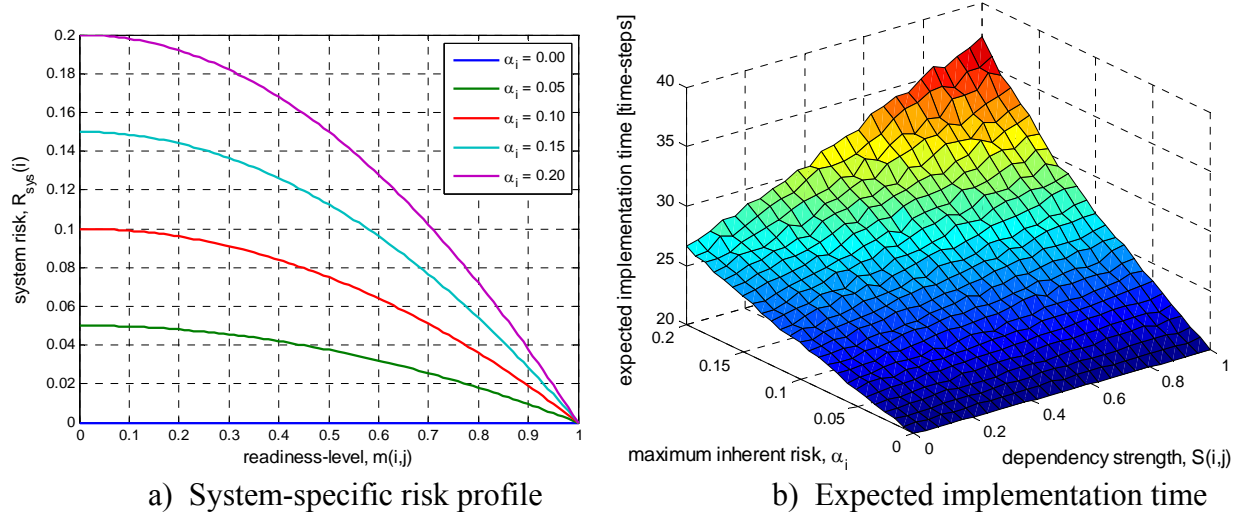 0.2
0.18
0.16
0.14
0.12
0.1
0.08
0.06
0.04
0.02
0
system risk, R_sys(i)
0 0.1 0.2 0.3 0.4 0.5 0.6 0.7 0.8 0.9 1
readiness-level, m(i,j)
α_i = 0.00
α_i = 0.05
α_i = 0.10
α_i = 0.15
α_i = 0.20
a) System-specific risk profile
expected implementation time [time-steps]
40
35
30
25
20
0.2
0.15
0.1
0.05
0
maximum inherent risk, α_i
0
0.2
0.4
0.6
0.8
1
dependency strength, S(i,j)
b) Expected implementation time